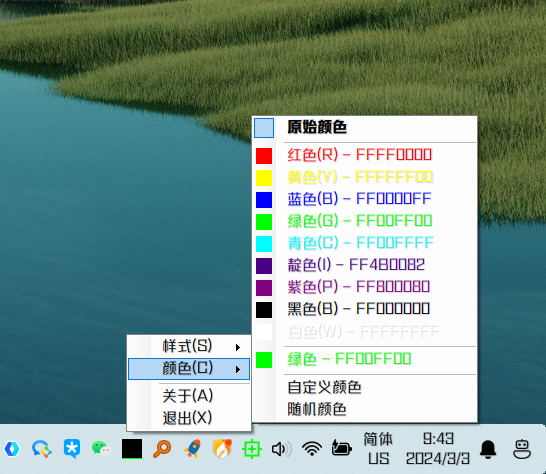 原始颜色
红色(R) - FFFF0000
黄色(Y) - FFFFFF00
蓝色(B) - FF0000FF
绿色(G) - FF00FF00
青色(C) - FF00FFFF
靛色(I) - FF4B0082
紫色(P) - FF800080
黑色(B) - FF000000
白色(W) - FFFFFFFF
绿色 - FF00FF00
自定义颜色
随机颜色
样式(S)
颜色(C)
关于(A)
退出(X)
简体
US
9:43
2024/3/3